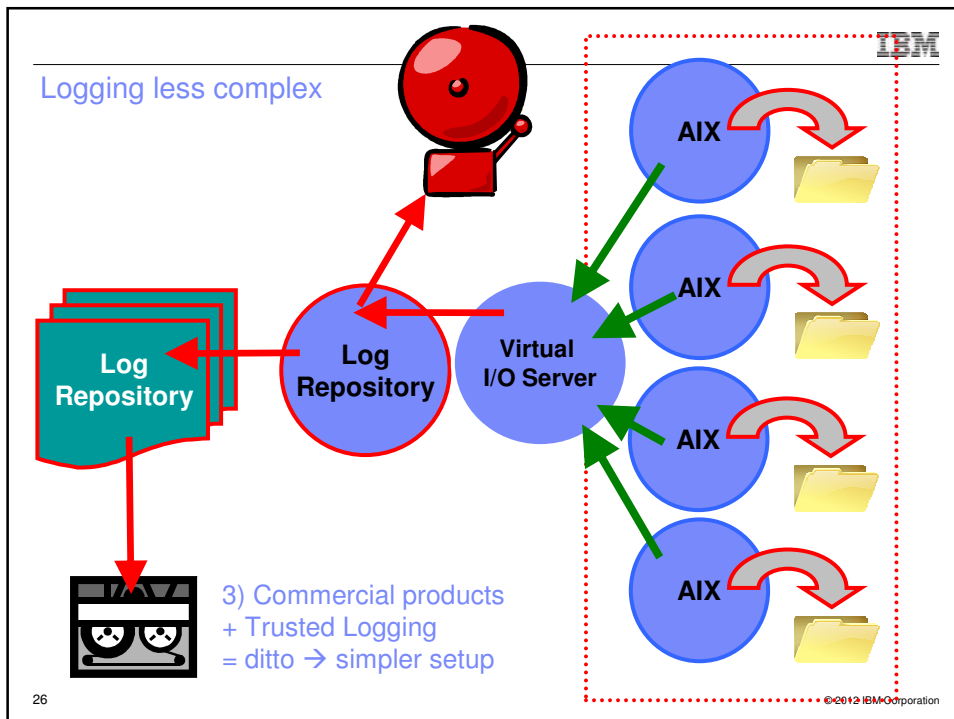 IBM
Logging less complex
AIX
AIX
AIX
AIX
Virtual
I/O Server
Log
Repository
Log
Repository
3) Commercial products
+ Trusted Logging
= ditto → simpler setup
26
© 2012 IBM Corporation